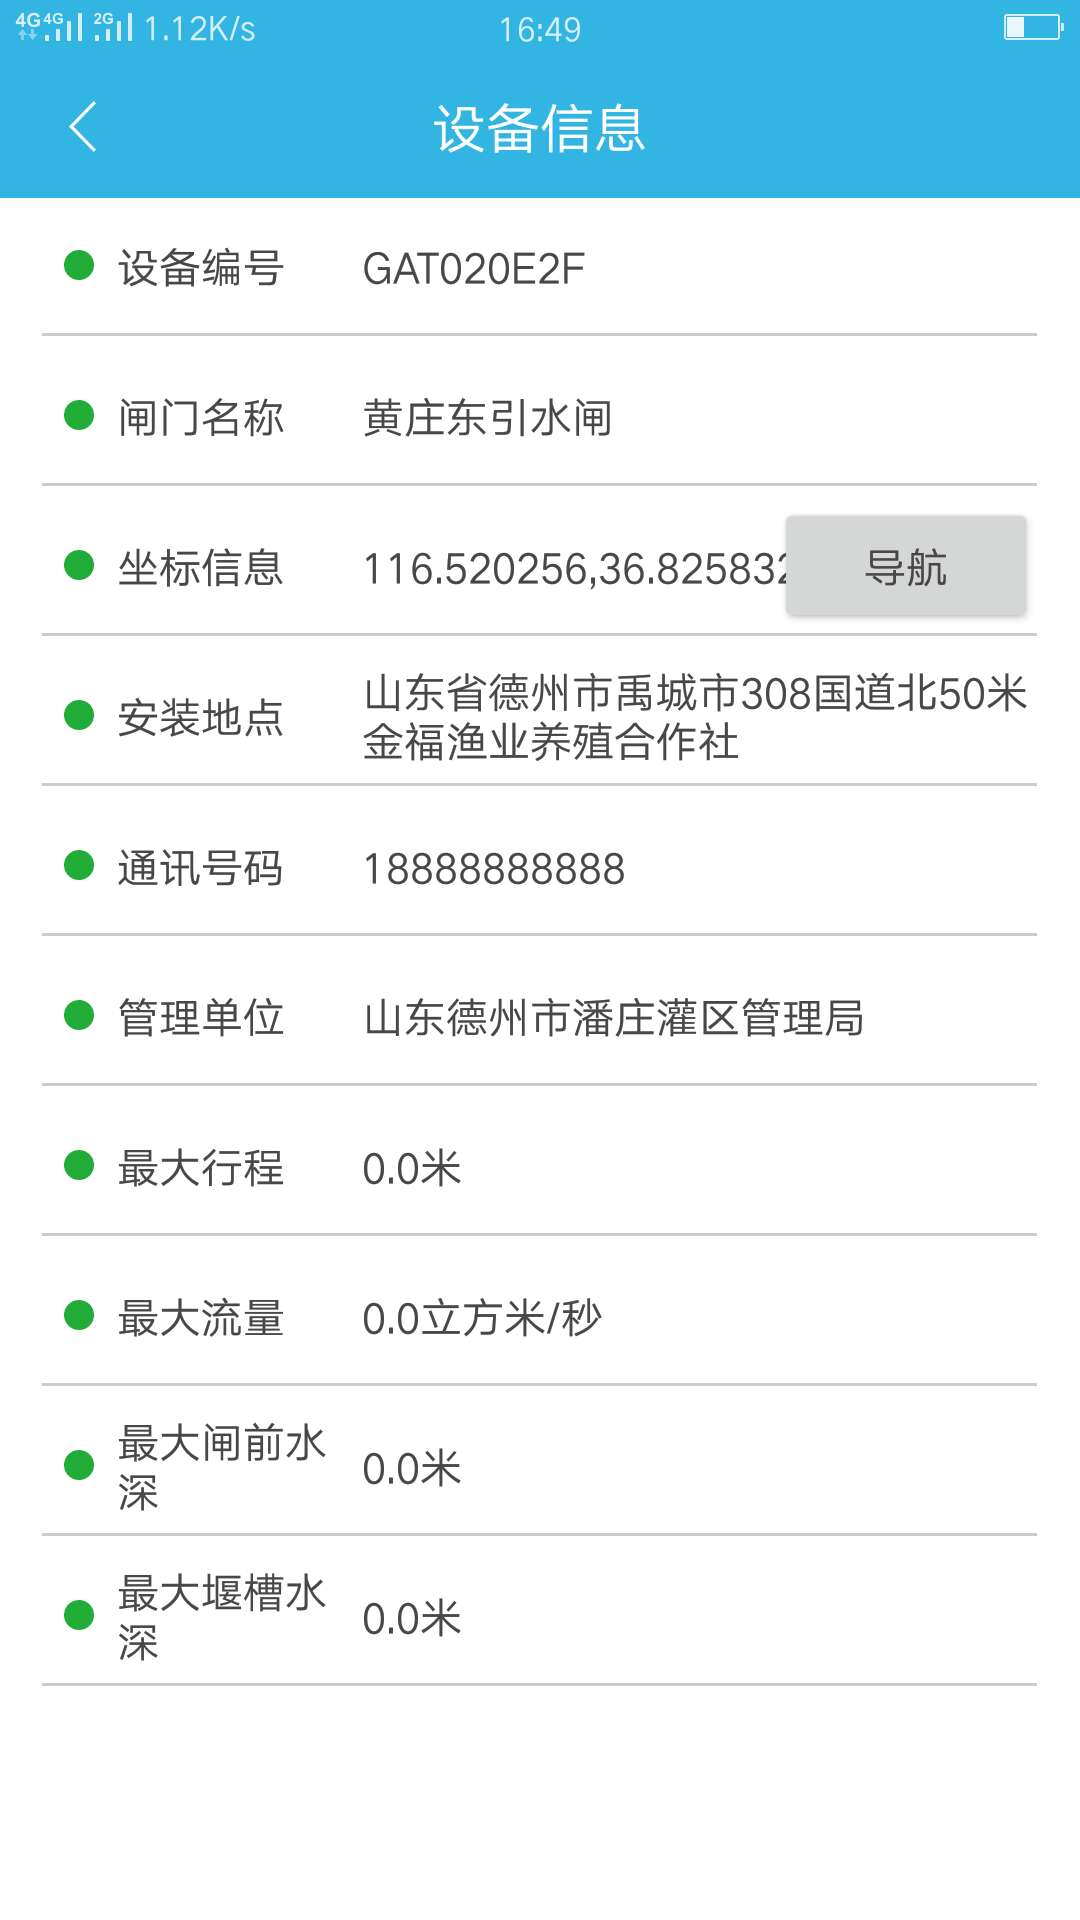 4G 4G 2G 1.12K/s 16:49
设备信息
设备编号 GAT020E2F
闸门名称 黄庄东引水闸
坐标信息 116.520256,36.825832 导航
安装地点 山东省德州市禹城市308国道北50米
金福渔业养殖合作社
通讯号码 18888888888
管理单位 山东德州市潘庄灌区管理局
最大行程 0.0米
最大流量 0.0立方米/秒
最大闸前水
深 0.0米
最大堰槽水
深 0.0米